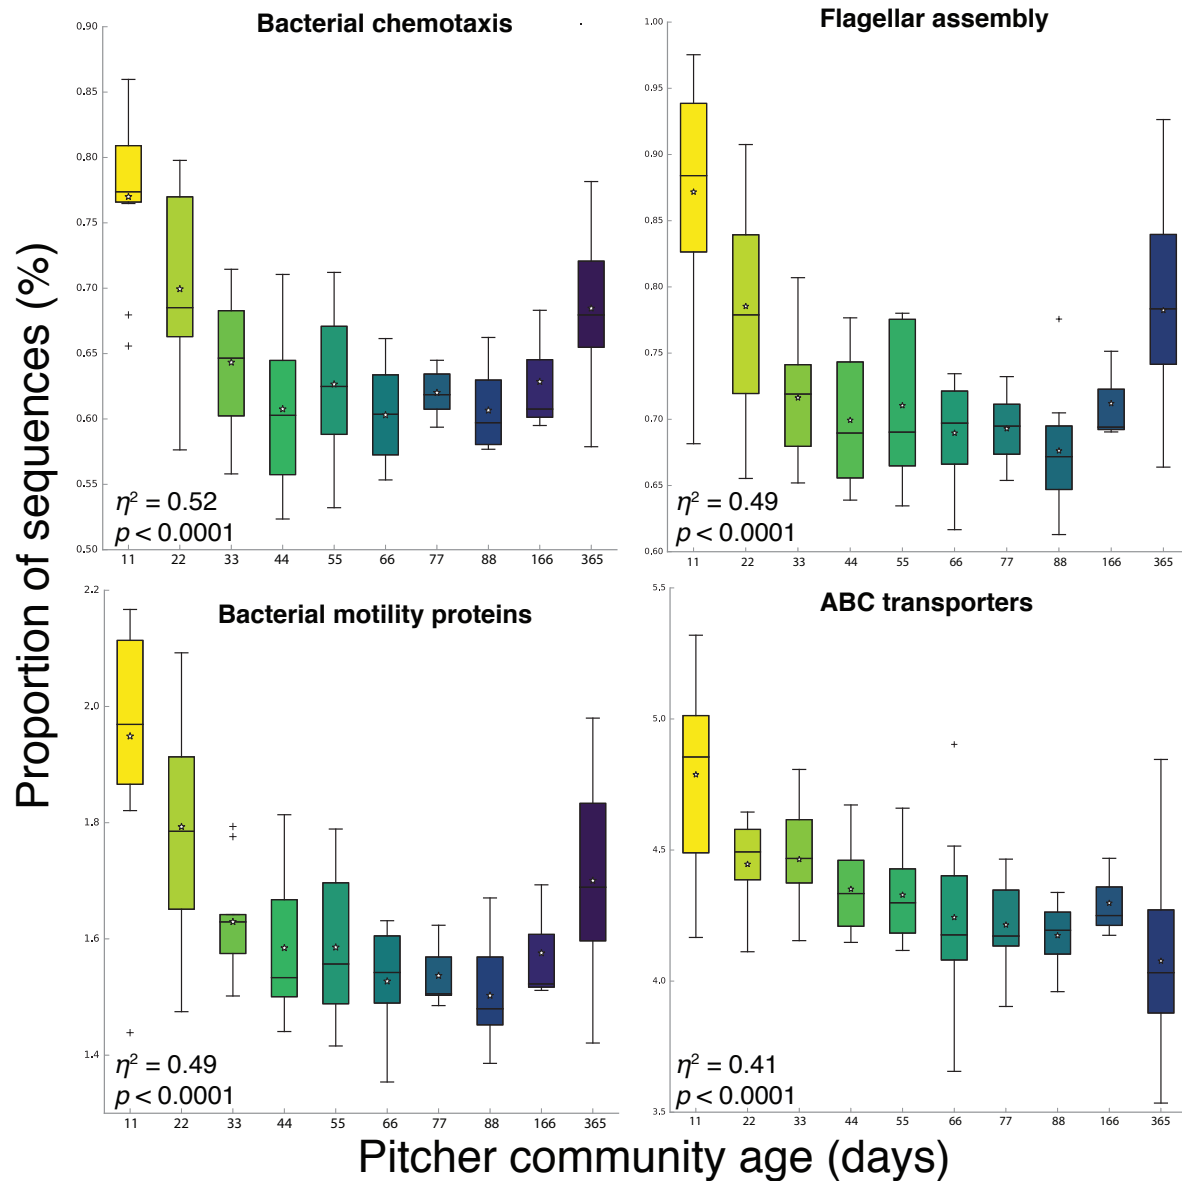 Proportion of sequences (%)
Bacterial chemotaxis
0.90
0.85
0.80
0.75
0.70
0.65
0.60
0.55
0.50
η² = 0.52
p < 0.0001
11 22 33 44 55 66 77 88 166 365
Flagellar assembly
1.00
0.95
0.90
0.85
0.80
0.75
0.70
0.65
0.60
η² = 0.49
p < 0.0001
11 22 33 44 55 66 77 88 166 365
Bacterial motility proteins
2.2
2.0
1.8
1.6
1.4
η² = 0.49
p < 0.0001
11 22 33 44 55 66 77 88 166 365
ABC transporters
5.5
5.0
4.5
4.0
3.5
η² = 0.41
p < 0.0001
11 22 33 44 55 66 77 88 166 365
Pitcher community age (days)